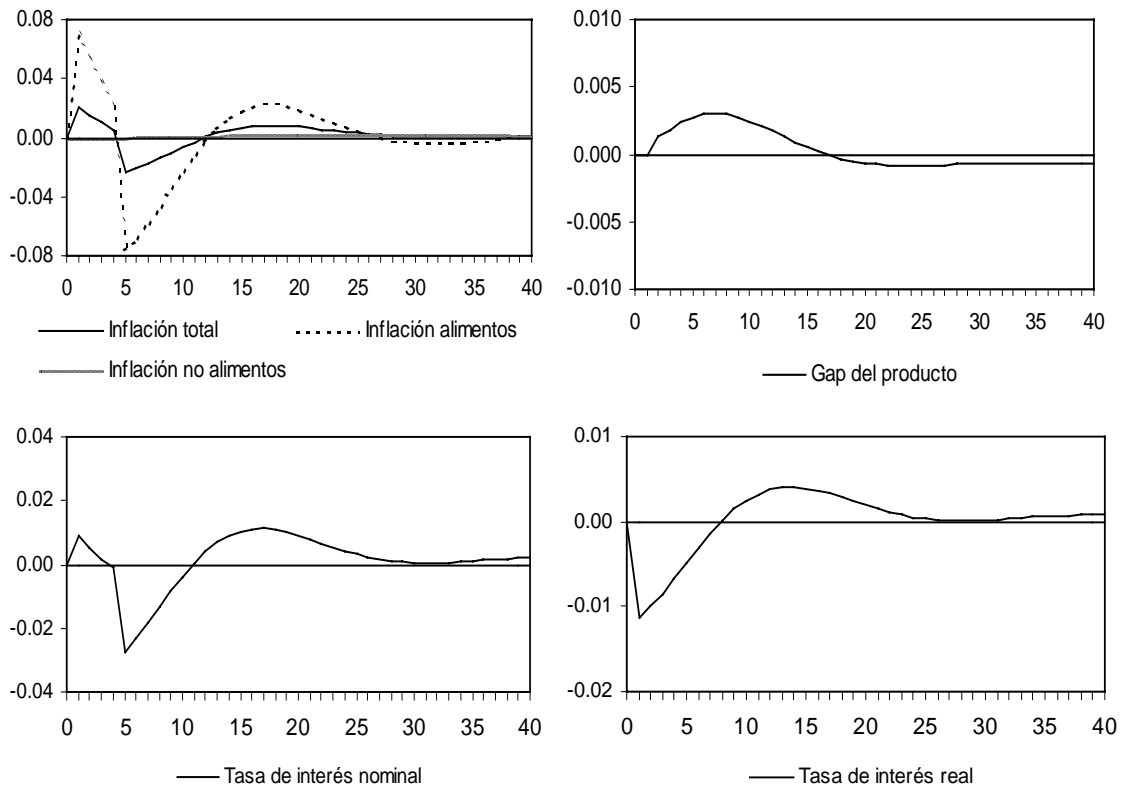 0.08
0.04
0.00
-0.04
-0.08
0 5 10 15 20 25 30 35 40
Inflación total
Inflación alimentos
Inflación no alimentos
0.010
0.005
0.000
-0.005
-0.010
0 5 10 15 20 25 30 35 40
Gap del producto
0.04
0.02
0.00
-0.02
-0.04
0 5 10 15 20 25 30 35 40
Tasa de interés nominal
0.01
0.00
-0.01
-0.02
0 5 10 15 20 25 30 35 40
Tasa de interés real